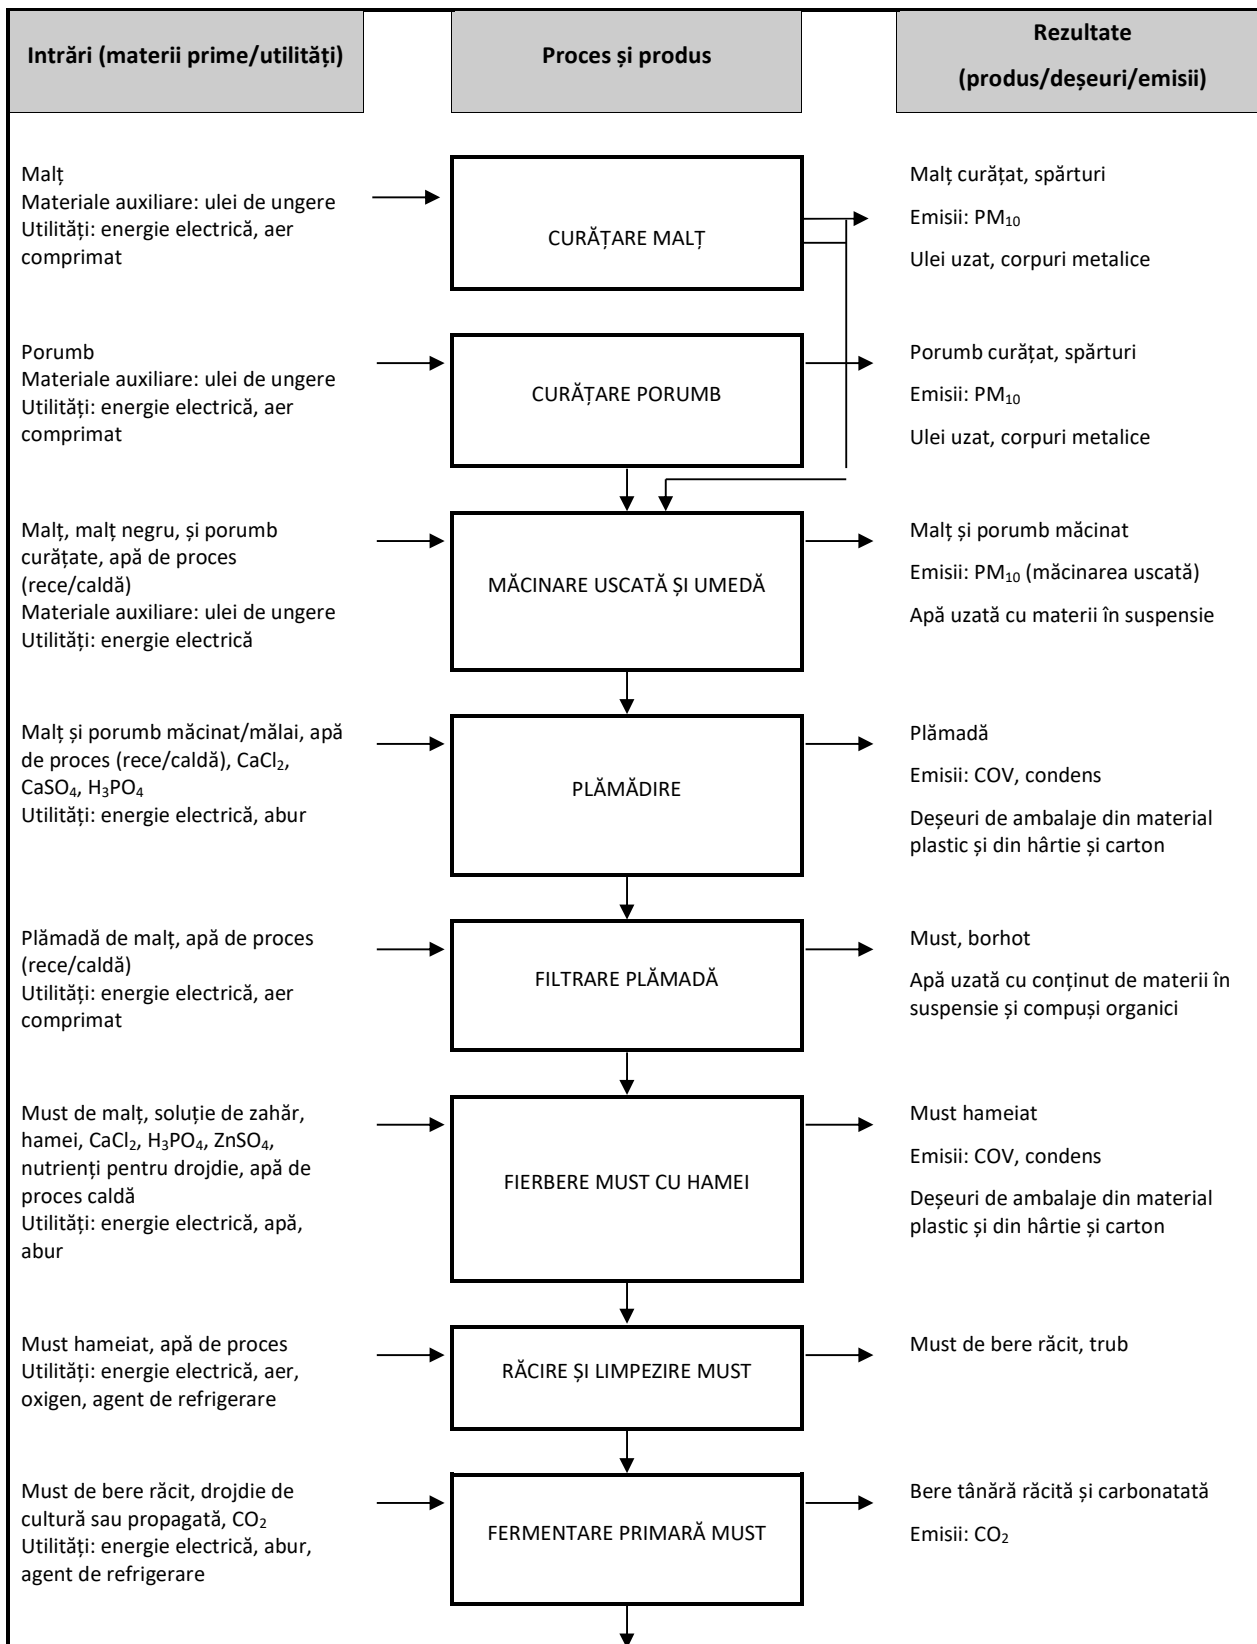 Intrări (materii prime/utilități)
Proces și produs
Rezultate
(produs/deșeuri/emisii)
Malț
Materiale auxiliare: ulei de ungere
Utilități: energie electrică, aer
comprimat
CURĂȚARE MALȚ
Malț curățat, spărturi
Emisii: PM₁₀
Ulei uzat, corpuri metalice
Porumb
Materiale auxiliare: ulei de ungere
Utilități: energie electrică, aer
comprimat
CURĂȚARE PORUMB
Porumb curățat, spărturi
Emisii: PM₁₀
Ulei uzat, corpuri metalice
Malț, malț negru, și porumb
curățate, apă de proces
(rece/caldă)
Materiale auxiliare: ulei de ungere
Utilități: energie electrică
MĂCINARE USCATĂ ȘI UMEDĂ
Malț și porumb măcinat
Emisii: PM₁₀ (măcinarea uscată)
Apă uzată cu materii în suspensie
Malț și porumb măcinat/mălai, apă
de proces (rece/caldă), CaCl₂,
CaSO₄, H₃PO₄
Utilități: energie electrică, abur
PLĂMĂDIRE
Plămadă
Emisii: COV, condens
Deșeuri de ambalaje din material
plastic și din hârtie și carton
Plămadă de malț, apă de proces
(rece/caldă)
Utilități: energie electrică, aer
comprimat
FILTRARE PLĂMADĂ
Must, borhot
Apă uzată cu conținut de materii în
suspensie și compuși organici
Must de malț, soluție de zahăr,
hamei, CaCl₂, H₃PO₄, ZnSO₄,
nutrienți pentru drojdie, apă de
proces caldă
Utilități: energie electrică, apă,
abur
FIERBERE MUST CU HAMEI
Must hameiat
Emisii: COV, condens
Deșeuri de ambalaje din material
plastic și din hârtie și carton
Must hameiat, apă de proces
Utilități: energie electrică, aer,
oxigen, agent de refrigerare
RĂCIRE ȘI LIMPEZIRE MUST
Must de bere răcit, trub
Must de bere răcit, drojdie de
cultură sau propagată, CO₂
Utilități: energie electrică, abur,
agent de refrigerare
FERMENTARE PRIMARĂ MUST
Bere tânără răcită și carbonatată
Emisii: CO₂